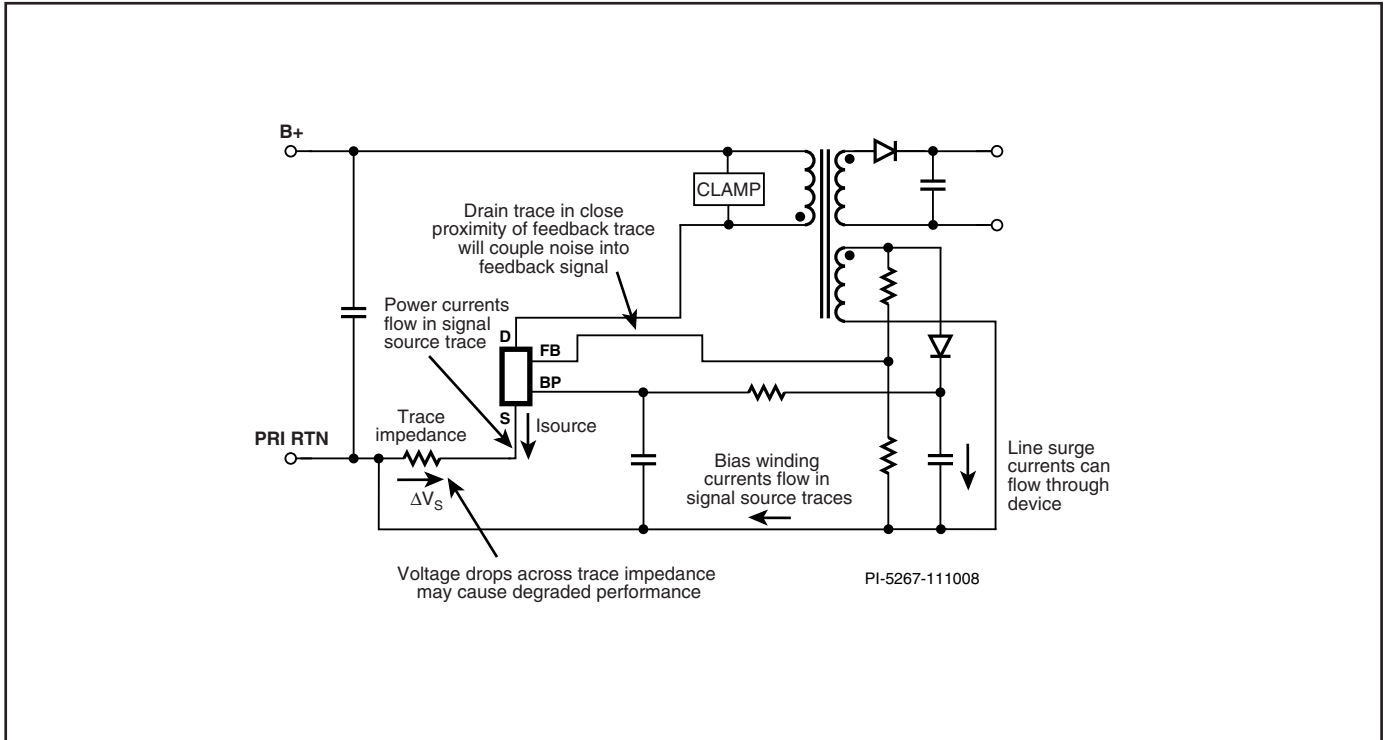 B+
CLAMP
Drain trace in close
proximity of feedback trace
will couple noise into
feedback signal
Power currents
flow in signal
source trace
D
FB
BP
S
Isource
Trace
impedance
PRI RTN
ΔVS
Bias winding
currents flow in
signal source traces
Line surge
currents can
flow through
device
Voltage drops across trace impedance
may cause degraded performance
PI-5267-111008